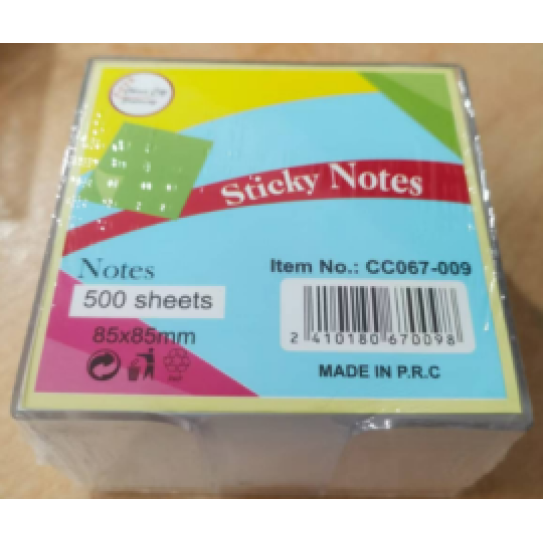 Sticky Notes
Notes
500 sheets
85x85mm
Item No.: CC067-009
2 410180 670098
MADE IN P.R.C